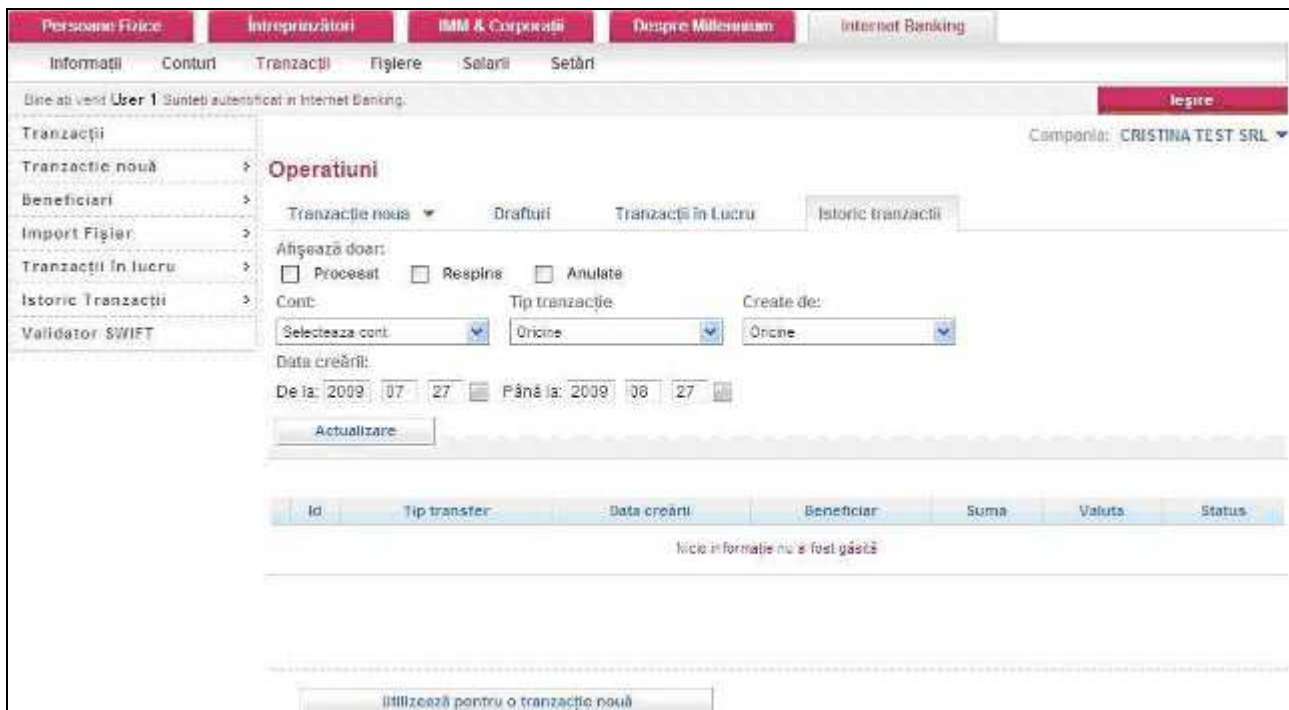 Persoane Fizice Întreprinzători IMM & Corporații Despre Millennium Internet Banking
Informații Conturi Tranzacții Fișiere Salarii Setări
Bine ați venit User 1 Sunteți autentificat in Internet Banking. Ieșire
Tranzacții
Tranzactie nouă
Beneficiari
Import Fișier
Tranzacții în lucru
Istoric Tranzacții
Validator SWIFT
Compania: CRISTINA TEST SRL
Operatiuni
Tranzacție noua Drafturi Tranzacții în Lucru Istoric tranzactii
Afișează doar:
Procesat Respins Anulate
Cont: Tip tranzacție Create de:
Selecteaza cont Oricine Oricine
Data creării:
De la: 2009 07 27 Până la: 2009 08 27
Actualizare
Id Tip transfer Data creării Beneficiar Suma Valuta Status
Nicio informație nu a fost găsită
Utilizează pentru o tranzacție nouă